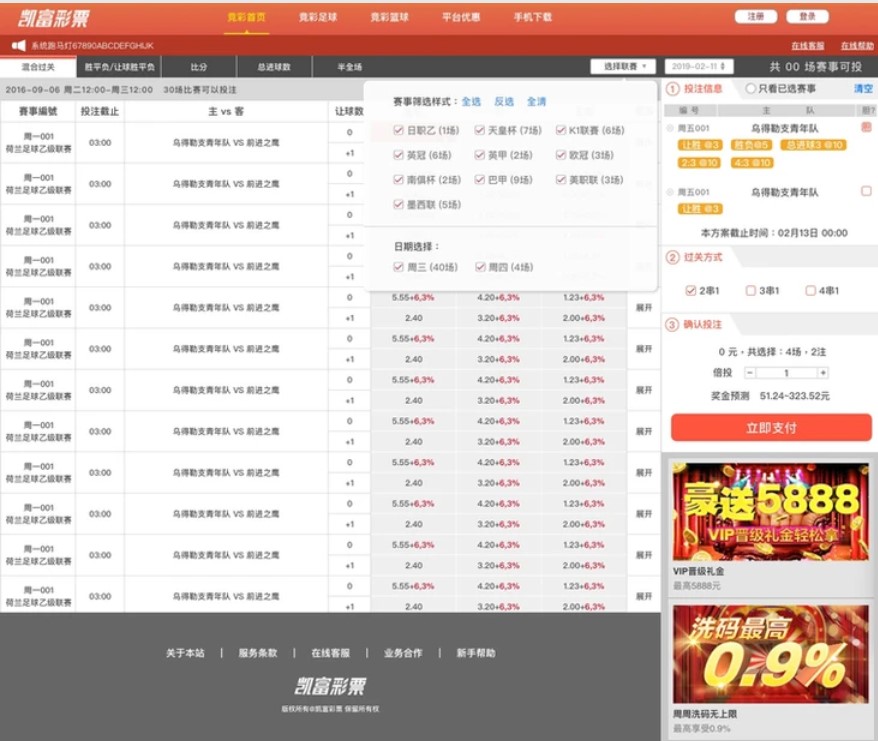 凯富彩票
竞彩首页 竞彩足球 竞彩篮球 平台优惠 手机下载
注册 登录
系统跑马灯67890ABCDEFGHIJK
在线客服 在线帮助
混合过关 胜平负/让球胜平负 比分 总进球数 半全场
选择联赛 2019-02-11 共 00 场赛事可投
2016-09-06 周二12:00-周三12:00 30场比赛可以投注
赛事編號 投注截止 主 vs 客 让球数
赛事筛选样式：全选 反选 全清
日职乙 (1场) 天皇杯 (7场) K1联赛 (6场)
英冠 (6场) 英甲 (2场) 欧冠 (3场)
南俱杯 (2场) 巴甲 (9场) 美职联 (3场)
墨西联 (5场)
日期选择：
周三 (40场) 周四 (4场)
周一001
荷兰足球乙级联赛 03:00 乌得勒支青年队 VS 前进之鹰
0
+1
周一001
荷兰足球乙级联赛 03:00 乌得勒支青年队 VS 前进之鹰
0
+1
周一001
荷兰足球乙级联赛 03:00 乌得勒支青年队 VS 前进之鹰
0
+1
周一001
荷兰足球乙级联赛 03:00 乌得勒支青年队 VS 前进之鹰
0
+1
周一001
荷兰足球乙级联赛 03:00 乌得勒支青年队 VS 前进之鹰
0 5.55+6,3% 4.20+6,3% 1.23+6,3%
+1 2.40 3.20+6,3% 2.00+6,3%
展开
周一001
荷兰足球乙级联赛 03:00 乌得勒支青年队 VS 前进之鹰
0 5.55+6,3% 4.20+6,3% 1.23+6,3%
+1 2.40 3.20+6,3% 2.00+6,3%
展开
周一001
荷兰足球乙级联赛 03:00 乌得勒支青年队 VS 前进之鹰
0 5.55+6,3% 4.20+6,3% 1.23+6,3%
+1 2.40 3.20+6,3% 2.00+6,3%
展开
周一001
荷兰足球乙级联赛 03:00 乌得勒支青年队 VS 前进之鹰
0 5.55+6,3% 4.20+6,3% 1.23+6,3%
+1 2.40 3.20+6,3% 2.00+6,3%
展开
周一001
荷兰足球乙级联赛 03:00 乌得勒支青年队 VS 前进之鹰
0 5.55+6,3% 4.20+6,3% 1.23+6,3%
+1 2.40 3.20+6,3% 2.00+6,3%
展开
周一001
荷兰足球乙级联赛 03:00 乌得勒支青年队 VS 前进之鹰
0 5.55+6,3% 4.20+6,3% 1.23+6,3%
+1 2.40 3.20+6,3% 2.00+6,3%
展开
周一001
荷兰足球乙级联赛 03:00 乌得勒支青年队 VS 前进之鹰
0 5.55+6,3% 4.20+6,3% 1.23+6,3%
+1 2.40 3.20+6,3% 2.00+6,3%
展开
周一001
荷兰足球乙级联赛 03:00 乌得勒支青年队 VS 前进之鹰
0 5.55+6,3% 4.20+6,3% 1.23+6,3%
+1 2.40 3.20+6,3% 2.00+6,3%
展开
1 投注信息 只看已选赛事 清空
编 号 主 队 胆?
周五001 乌得勒支青年队 胆
让胜 @3 胜负@5 总进球3 @10
2:3 @10 4:3 @10
周五001 乌得勒支青年队
让胜 @3
本方案截止时间：02月13日 00:00
2 过关方式
2串1 3串1 4串1
3 确认投注
0 元，共选择：4场，2注
倍投 − 1 +
奖金预测 51.24-323.52元
立即支付
豪送5888
VIP晋级礼金轻松拿
VIP晋级礼金
最高5888元
洗码最高
0.9%
周周洗码无上限
最高享受0.9%
关于本站 | 服务条款 | 在线客服 | 业务合作 | 新手帮助
凯富彩票
版权所有@凯富彩票 保留所有权